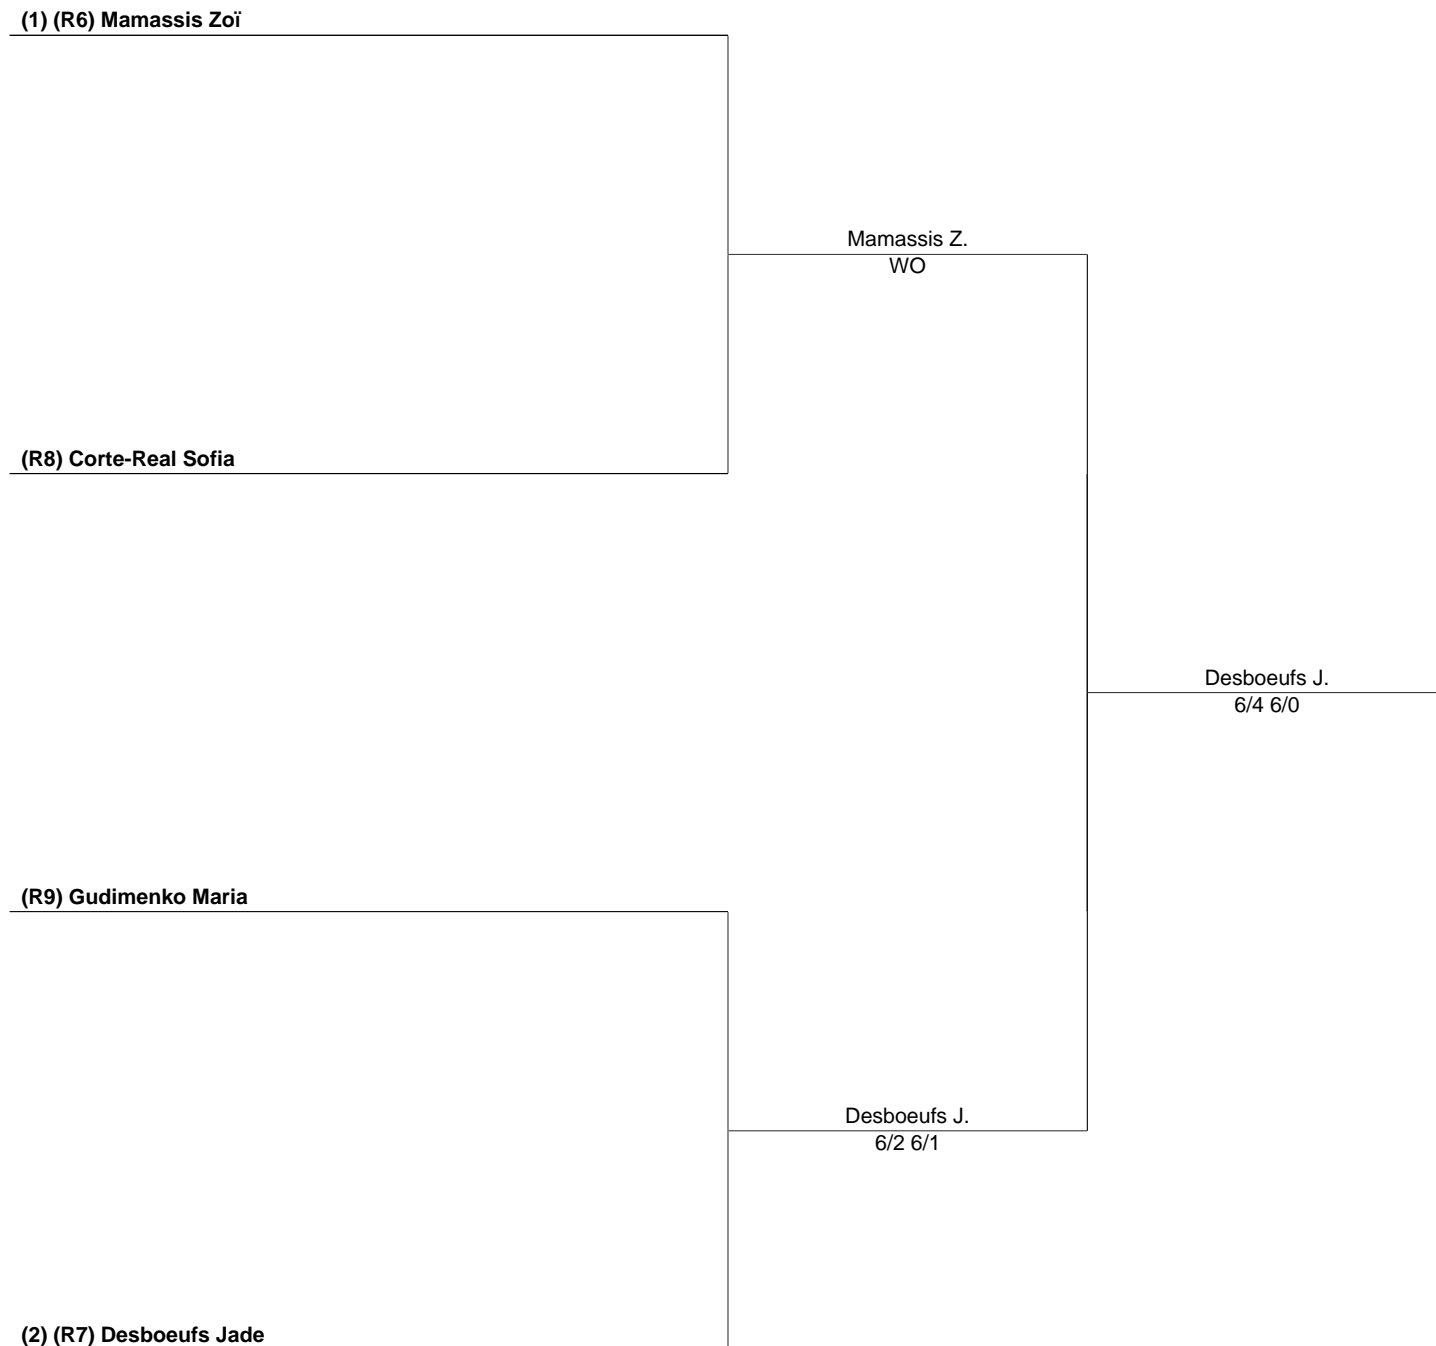 (1) (R6) Mamassis Zoï
Mamassis Z.
WO
(R8) Corte-Real Sofia
Desboeufs J.
6/4 6/0
(R9) Gudimenko Maria
Desboeufs J.
6/2 6/1
(2) (R7) Desboeufs Jade